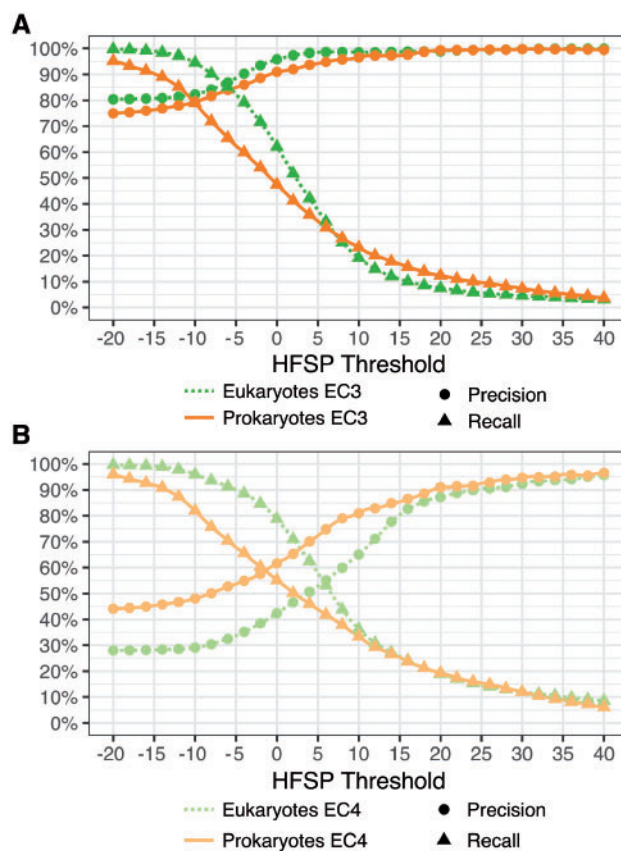 A
100%
90%
80%
70%
60%
50%
40%
30%
20%
10%
0%
-20 -15 -10 -5 0 5 10 15 20 25 30 35 40
HFSP Threshold
Eukaryotes EC3 Precision
Prokaryotes EC3 Recall
B
100%
90%
80%
70%
60%
50%
40%
30%
20%
10%
0%
-20 -15 -10 -5 0 5 10 15 20 25 30 35 40
HFSP Threshold
Eukaryotes EC4 Precision
Prokaryotes EC4 Recall